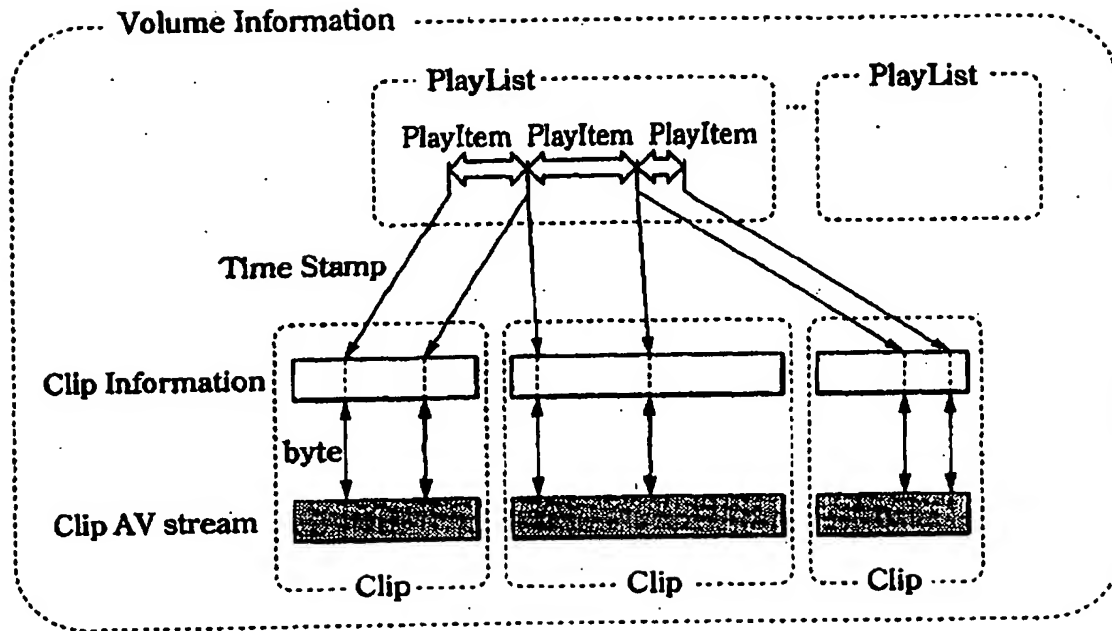 Volume Information
PlayList
PlayList
...
PlayItem PlayItem PlayItem
Time Stamp
Clip Information
byte
Clip AV stream
Clip
Clip
Clip